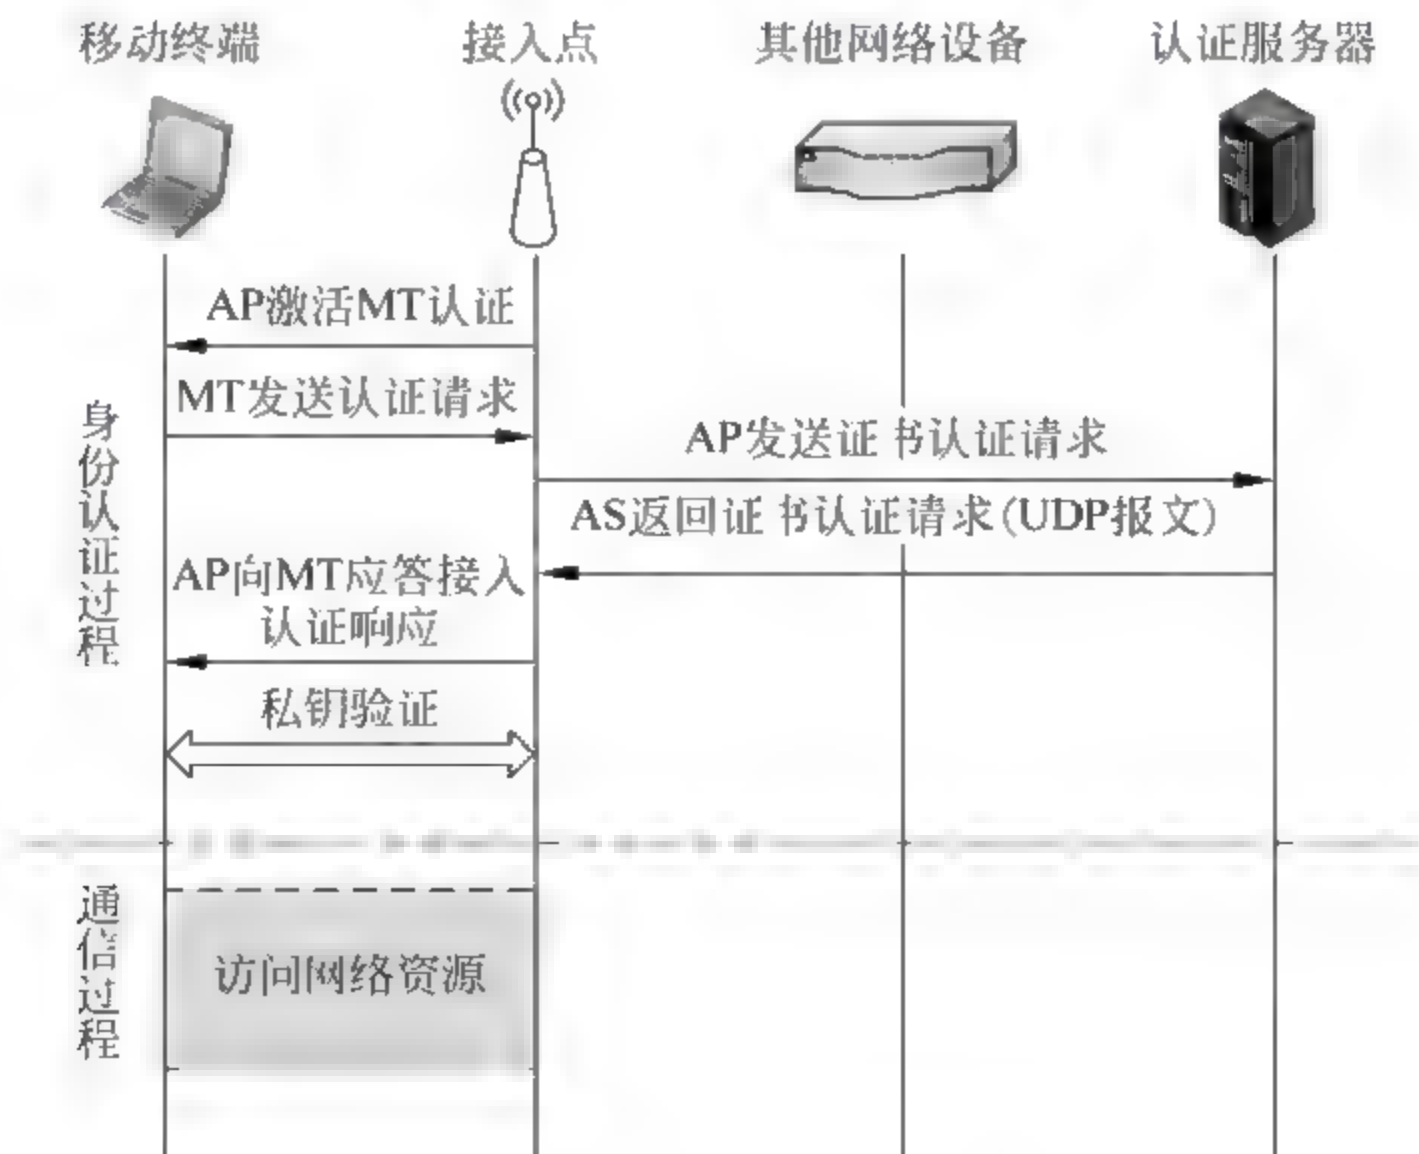 移动终端
接入点
其他网络设备
认证服务器
AP激活MT认证
MT发送认证请求
AP发送证书认证请求
AS返回证书认证请求(UDP报文)
AP向MT应答接入
认证响应
私钥验证
身份认证过程
访问网络资源
通信过程